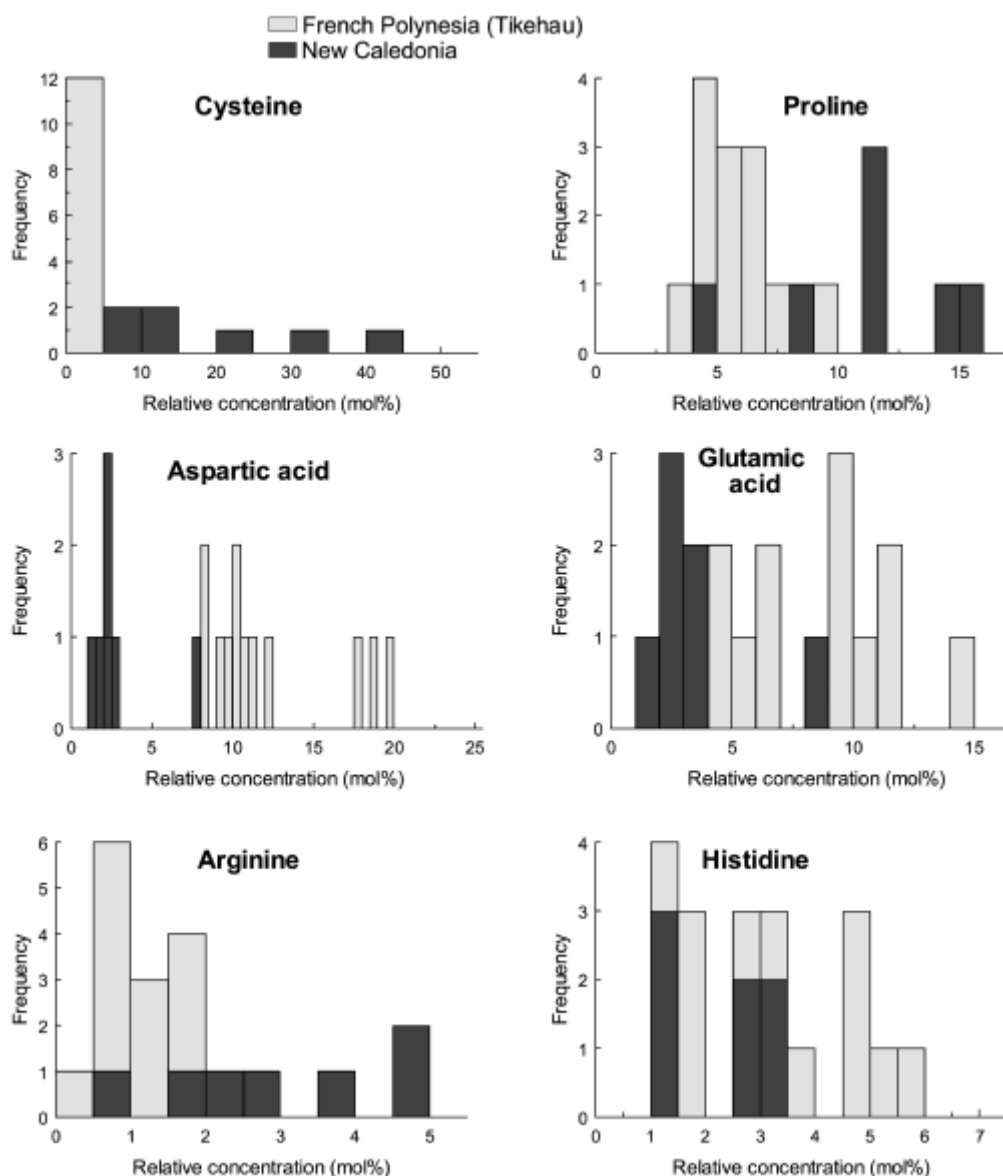 French Polynesia (Tikehau)
New Caledonia
Cysteine
Frequency
12
10
8
6
4
2
0
0 10 20 30 40 50
Relative concentration (mol%)
Proline
Frequency
4
3
2
1
0
0 5 10 15
Relative concentration (mol%)
Aspartic acid
Frequency
3
2
1
0
0 5 10 15 20 25
Relative concentration (mol%)
Glutamic
acid
Frequency
3
2
1
0
0 5 10 15
Relative concentration (mol%)
Arginine
Frequency
6
5
4
3
2
1
0
0 1 2 3 4 5
Relative concentration (mol%)
Histidine
Frequency
4
3
2
1
0
0 1 2 3 4 5 6 7
Relative concentration (mol%)